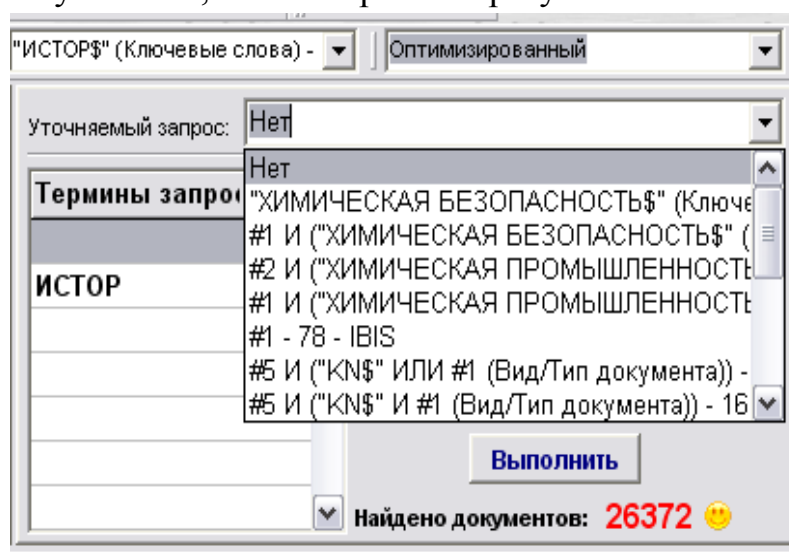 "ИСТОР$" (Ключевые слова) - Оптимизированный
Уточняемый запрос: Нет
Нет
Термины запро
"ХИМИЧЕСКАЯ БЕЗОПАСНОСТЬ$" (Ключе
#1 И ("ХИМИЧЕСКАЯ БЕЗОПАСНОСТЬ$" (
ИСТОР
#2 И ("ХИМИЧЕСКАЯ ПРОМЫШЛЕННОСТЬ
#1 И ("ХИМИЧЕСКАЯ ПРОМЫШЛЕННОСТЬ
#1 - 78 - IBIS
#5 И ("KN$" ИЛИ #1 (Вид/Тип документа)) -
#5 И ("KN$" И #1 (Вид/Тип документа)) - 16
Выполнить
Найдено документов: 26372